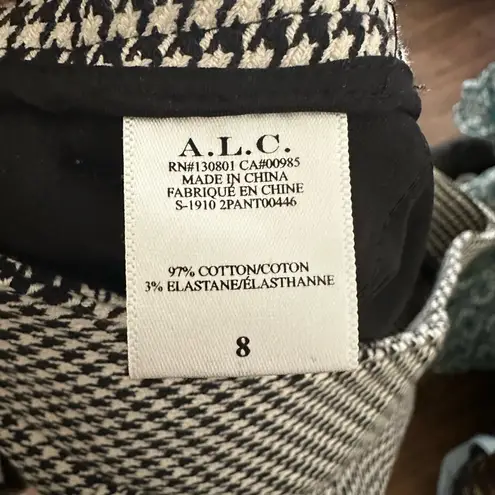 A.L.C.
RN#130801 CA#00985
MADE IN CHINA
FABRIQUÉ EN CHINE
S-1910 2PANT00446
97% COTTON/COTON
3% ELASTANE/ÉLASTHANNE
8